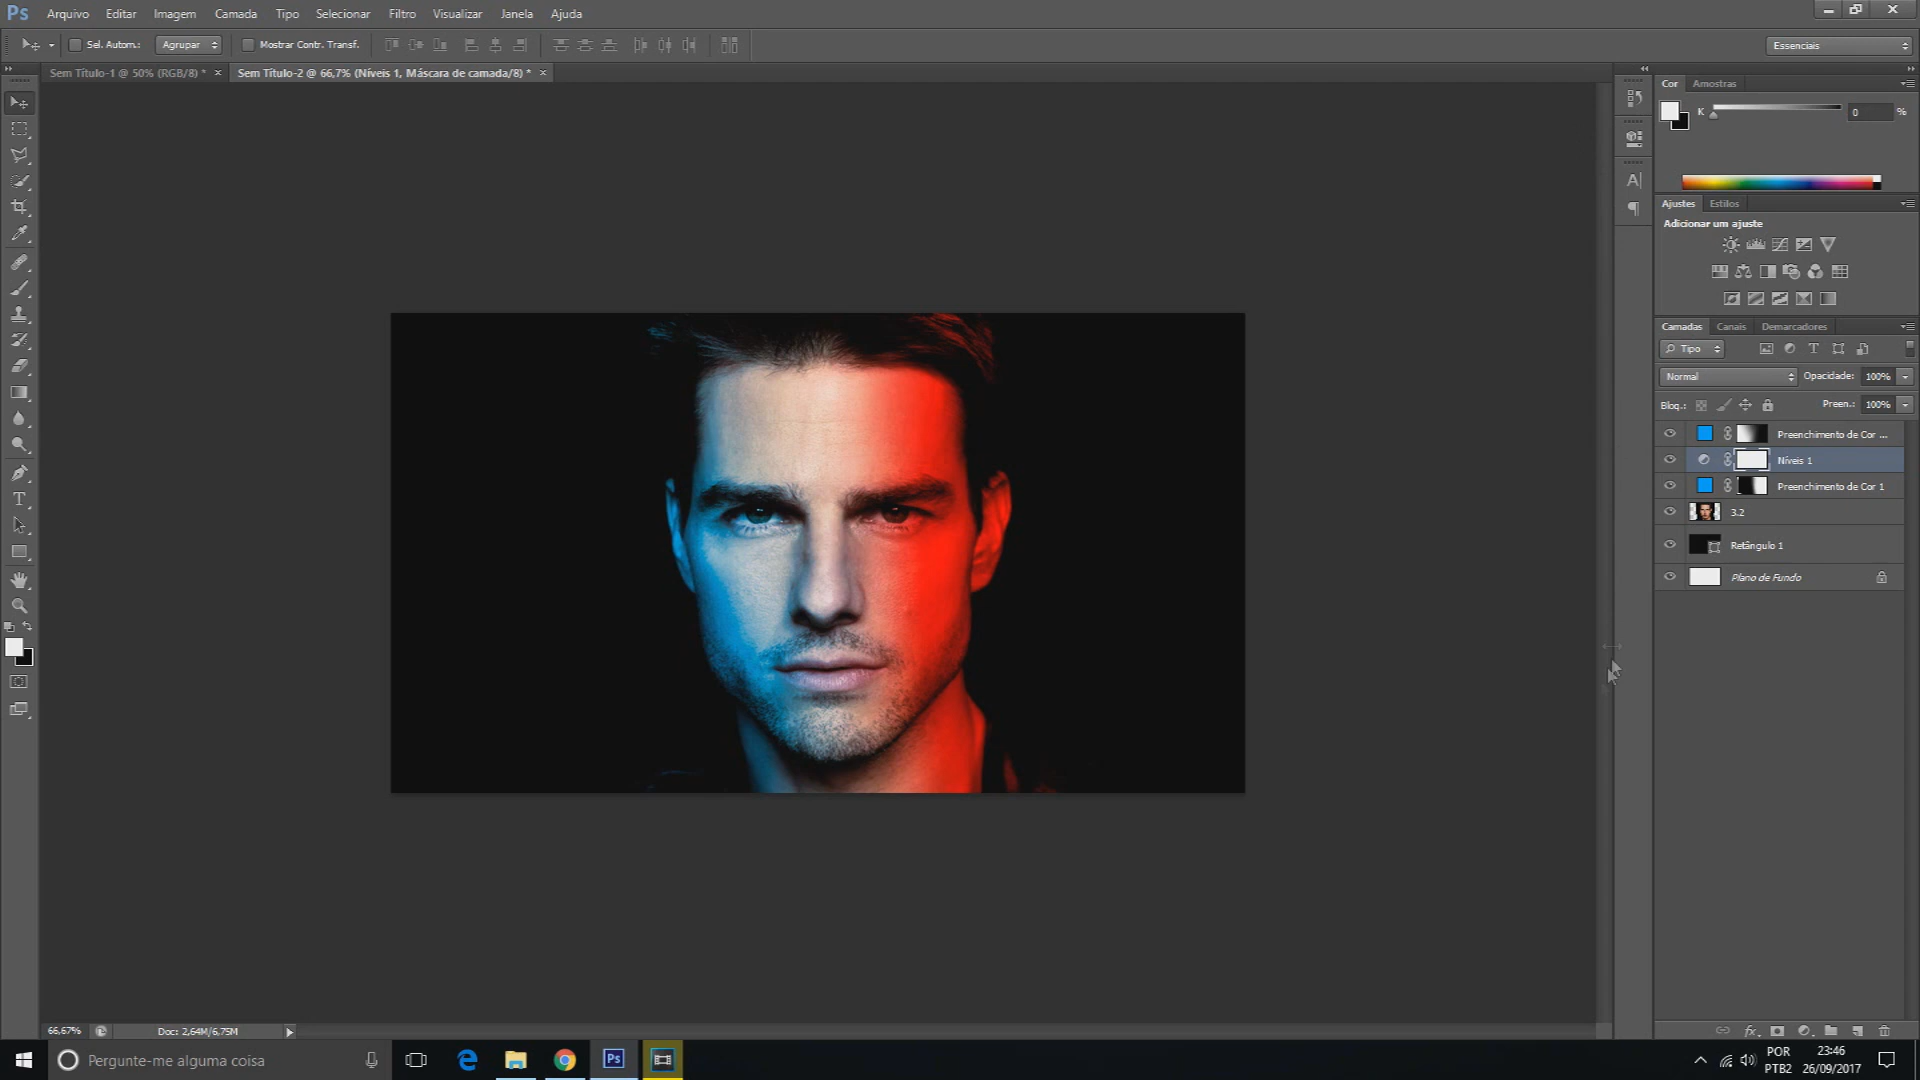 Ps Arquivo Editar Imagem Camada Tipo Selecionar Filtro Visualizar Janela Ajuda
Sel. Autom.: Agrupar Mostrar Contr. Transf. Essenciais
Sem Título-1 @ 50% (RGB/8) * × Sem Título-2 @ 66,7% (Níveis 1, Máscara de camada/8) * ×
Cor Amostras
K 0 %
Ajustes Estilos
Adicionar um ajuste
Camadas Canais Demarcadores
Tipo
Normal Opacidade: 100%
Bloq.: Preen.: 100%
Preenchimento de Cor ...
Níveis 1
Preenchimento de Cor 1
3.2
Retângulo 1
Plano de Fundo
66,67% Doc: 2,64M/6,75M
Pergunte-me alguma coisa
Ps
POR
PTB2
23:46
26/09/2017